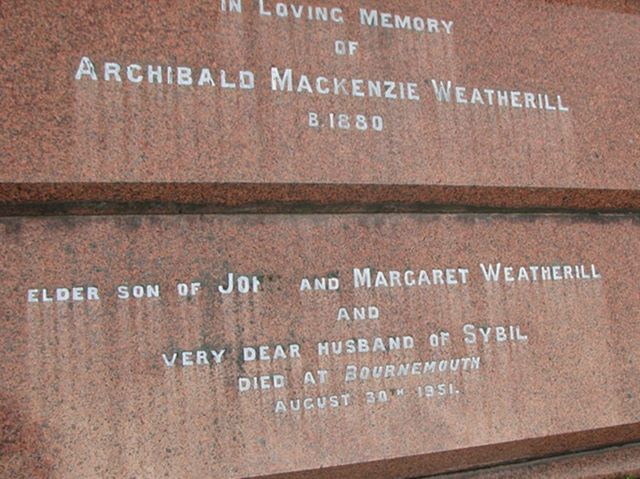 IN LOVING MEMORY
OF
ARCHIBALD MACKENZIE WEATHERILL
B. 1880
ELDER SON OF AND MARGARET WEATHERILL
AND
VERY DEAR HUSBAND OF SYBIL
DIED AT BOURNEMOUTH
AUGUST 30TH 1951.